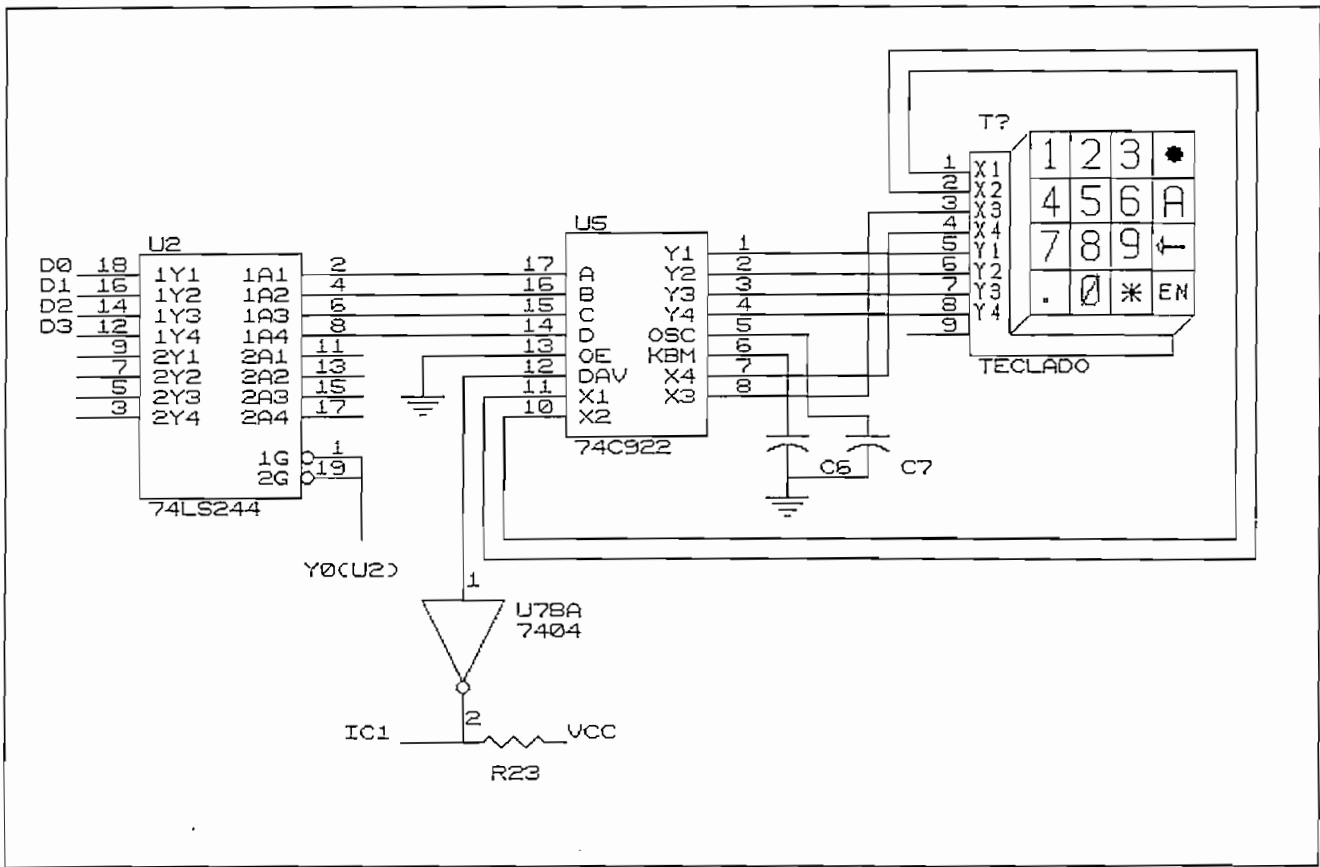 T?
1 2 3 ●
4 5 6 A
7 8 9 ←
. 0 * EN
1 X1
2 X2
3 X3
4 X4
5 Y1
6 Y2
7 Y3
8 Y4
9
TECLADO
U2
D0 18 1Y1 1A1 2
D1 16 1Y2 1A2 4
D2 14 1Y3 1A3 6
D3 12 1Y4 1A4 8
9 2Y1 2A1 11
7 2Y2 2A2 13
5 2Y3 2A3 15
3 2Y4 2A4 17
1G 1
2G 19
74LS244
Y0(U2)
U5
Y1 1
17 A Y2 2
16 B Y3 3
15 C Y4 4
14 D OSC 5
13 OE KBM 6
12 DAV X4 7
11 X1 X3 8
10 X2
74C922
C6 C7
1
U7BA
7404
2
IC1 VCC
R23